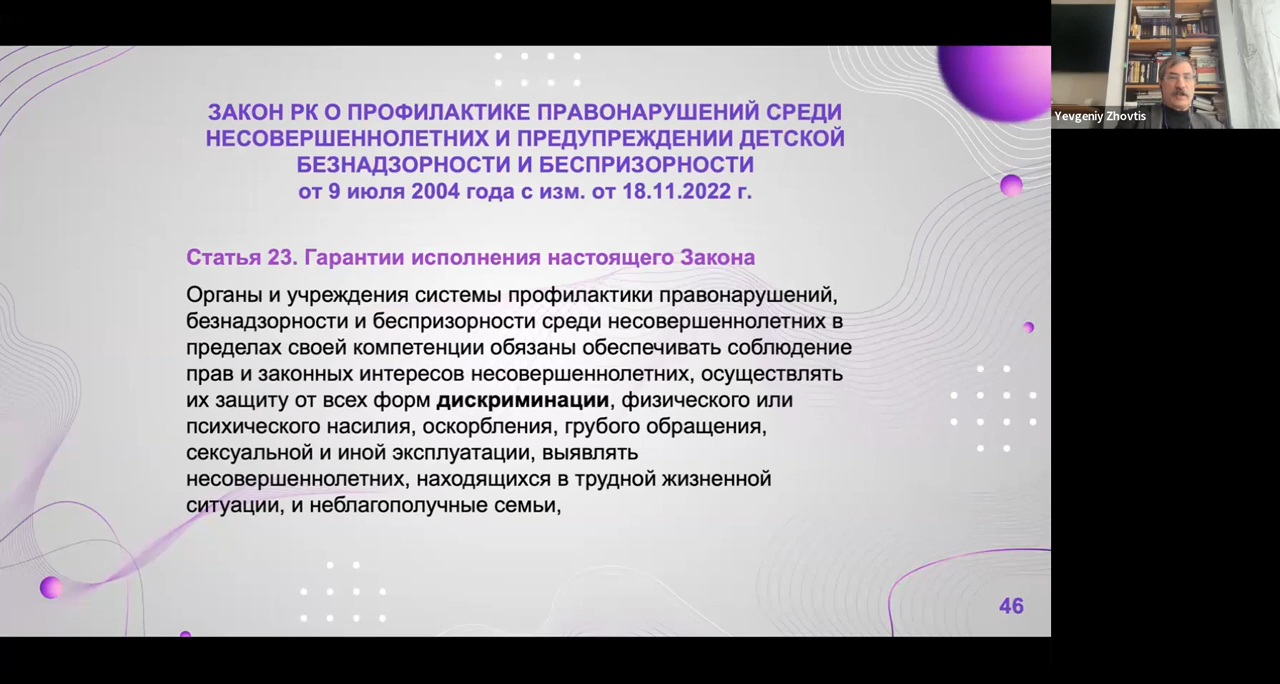 ЗАКОН РК О ПРОФИЛАКТИКЕ ПРАВОНАРУШЕНИЙ СРЕДИ
НЕСОВЕРШЕННОЛЕТНИХ И ПРЕДУПРЕЖДЕНИИ ДЕТСКОЙ
БЕЗНАДЗОРНОСТИ И БЕСПРИЗОРНОСТИ
от 9 июля 2004 года с изм. от 18.11.2022 г.
Статья 23. Гарантии исполнения настоящего Закона
Органы и учреждения системы профилактики правонарушений,
безнадзорности и беспризорности среди несовершеннолетних в
пределах своей компетенции обязаны обеспечивать соблюдение
прав и законных интересов несовершеннолетних, осуществлять
их защиту от всех форм дискриминации, физического или
психического насилия, оскорбления, грубого обращения,
сексуальной и иной эксплуатации, выявлять
несовершеннолетних, находящихся в трудной жизненной
ситуации, и неблагополучные семьи,
46
Yevgeniy Zhovtis